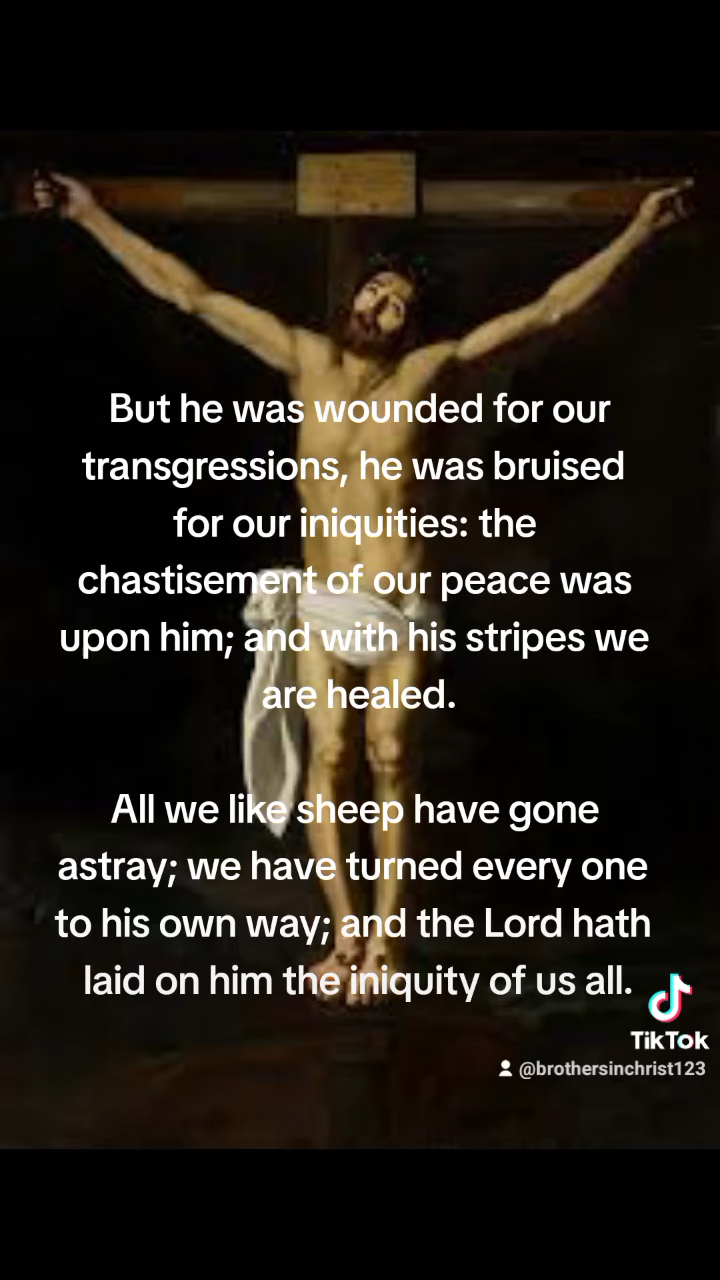 But he was wounded for our
transgressions, he was bruised
for our iniquities: the
chastisement of our peace was
upon him; and with his stripes we
are healed.
All we like sheep have gone
astray; we have turned every one
to his own way; and the Lord hath
laid on him the iniquity of us all.
TikTok
@brothersinchrist123